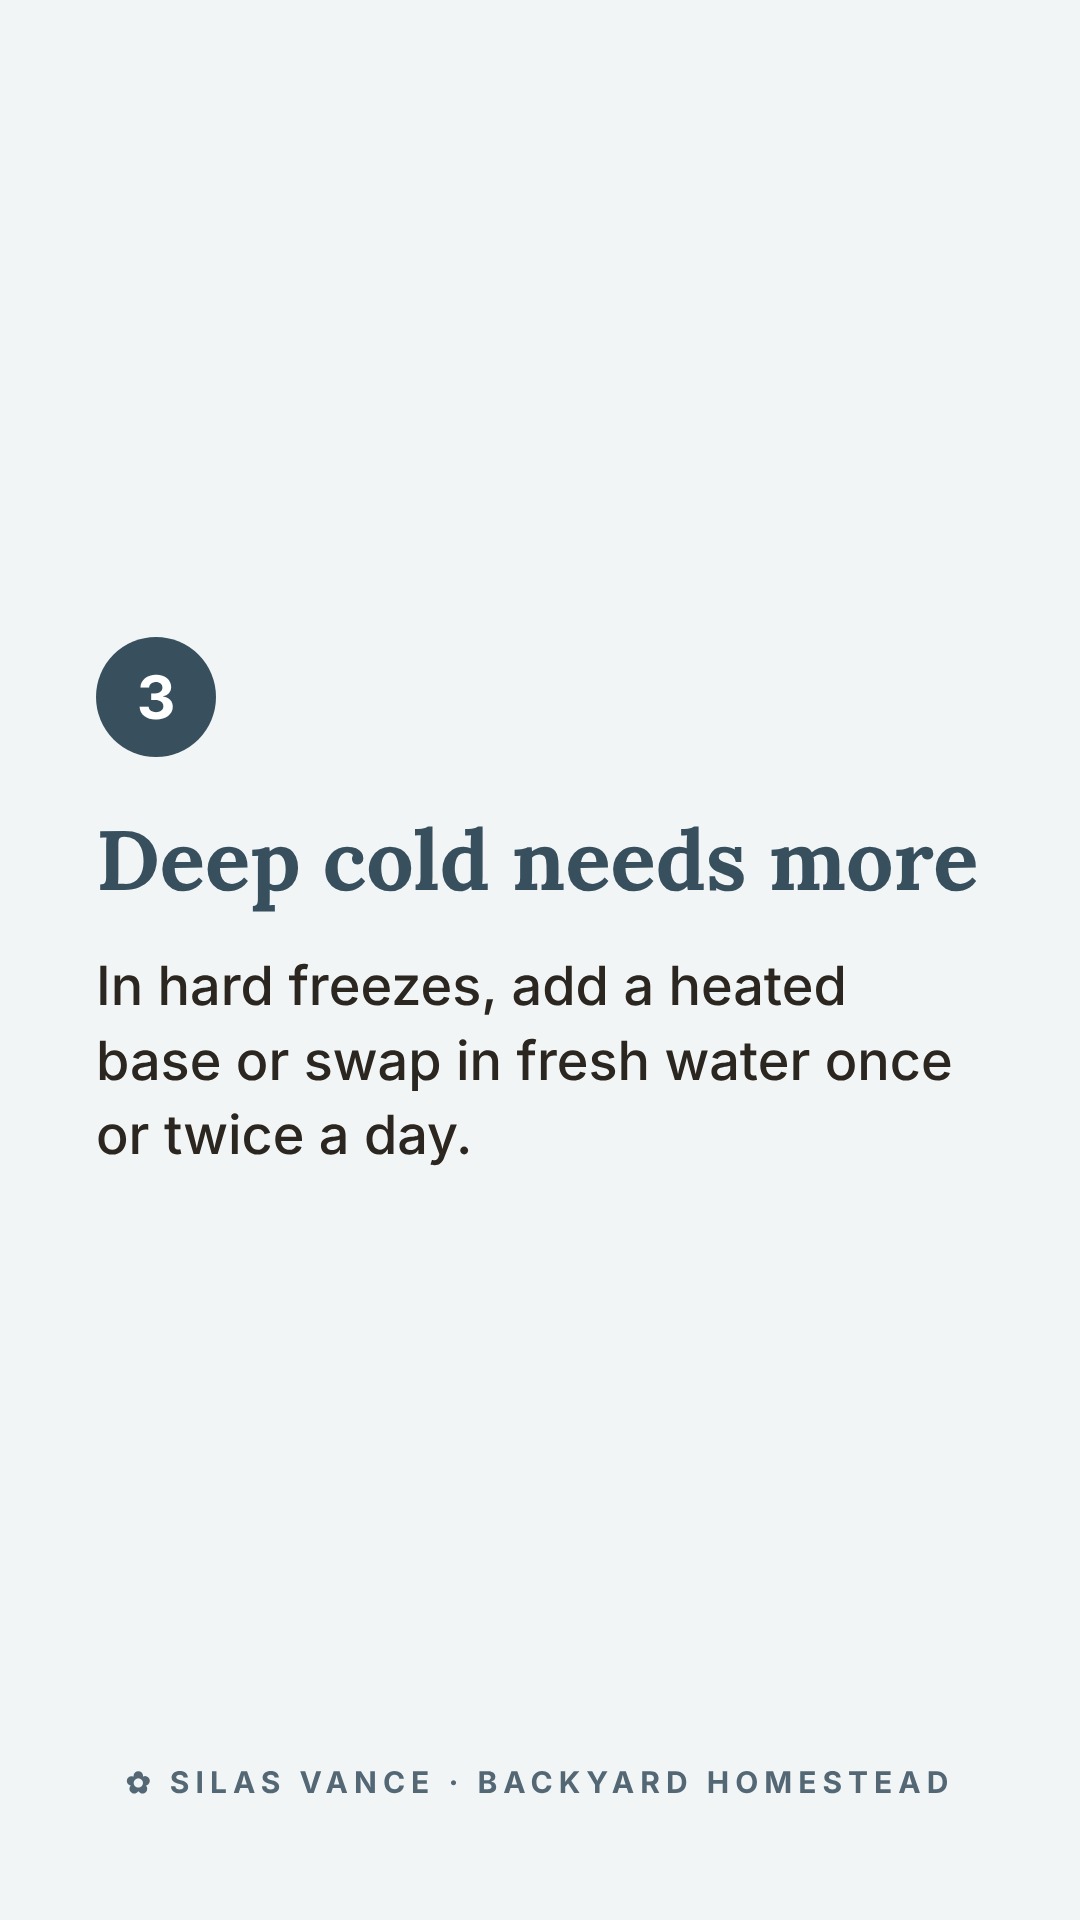 3
Deep cold needs more
In hard freezes, add a heated
base or swap in fresh water once
or twice a day.
✿ SILAS VANCE · BACKYARD HOMESTEAD